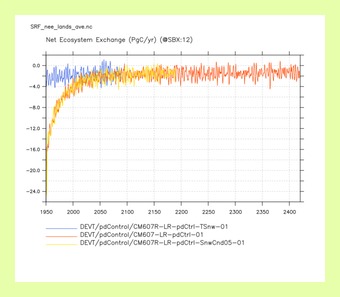 SRF_nee_lands_ave.nc
Net Ecosystem Exchange (PgC/yr) (@SBX:12)
0.0
-4.0
-8.0
-12.0
-16.0
-20.0
-24.0
1950 2000 2050 2100 2150 2200 2250 2300 2350 2400
DEVT/pdControl/CM607R-LR-pdCtrl-TSnw-01
DEVT/pdControl/CM607-LR-pdCtrl-01
DEVT/pdControl/CM607R-LR-pdCtrl-SnwCnd05-01